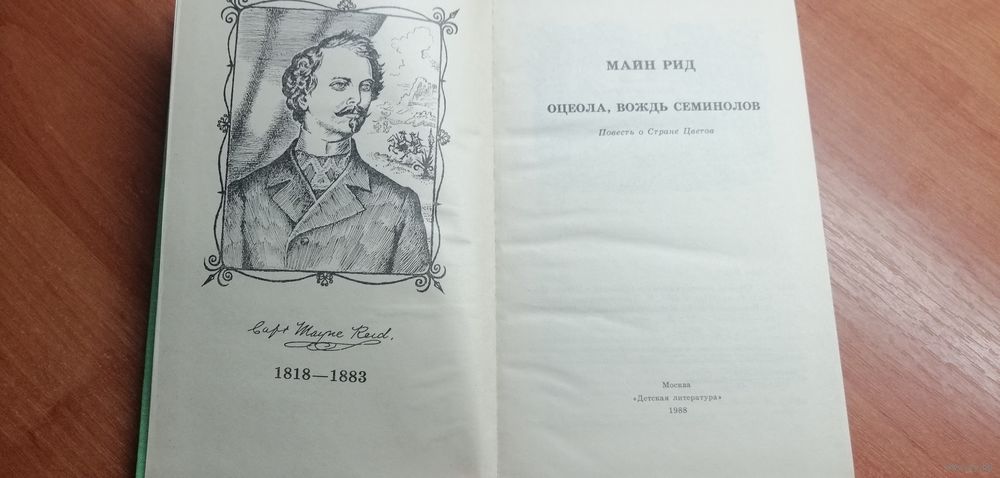 Capt Mayne Reid.
1818—1883
МАЙН РИД
ОЦЕОЛА, ВОЖДЬ СЕМИНОЛОВ
Повесть о Стране Цветов
Москва
«Детская литература»
1988